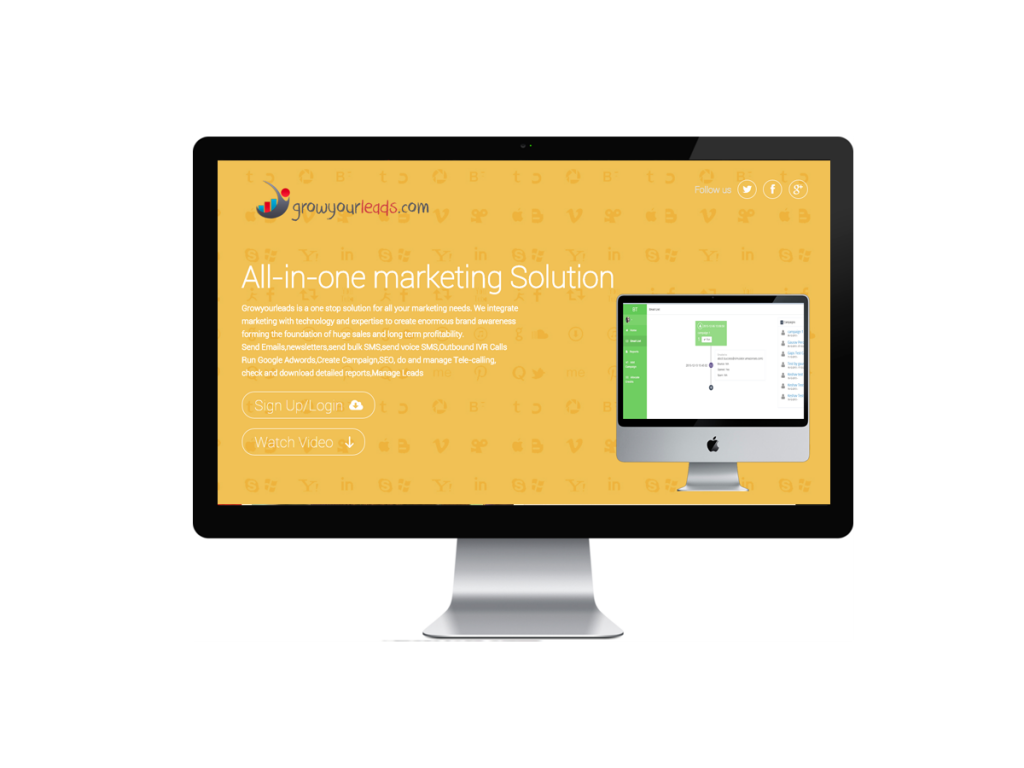 growyourleads.com
Follow us
All-in-one marketing Solution
Growyourleads is a one stop solution for all your marketing needs. We integrate
marketing with technology and expertise to create enormous brand awareness
forming the foundation of huge sales and long term profitability.
Send Emails,newsletters,send bulk SMS,send voice SMS,Outbound IVR Calls
Run Google Adwords,Create Campaign,SEO, do and manage Tele-calling,
check and download detailed reports,Manage Leads
Sign Up/Login
Watch Video